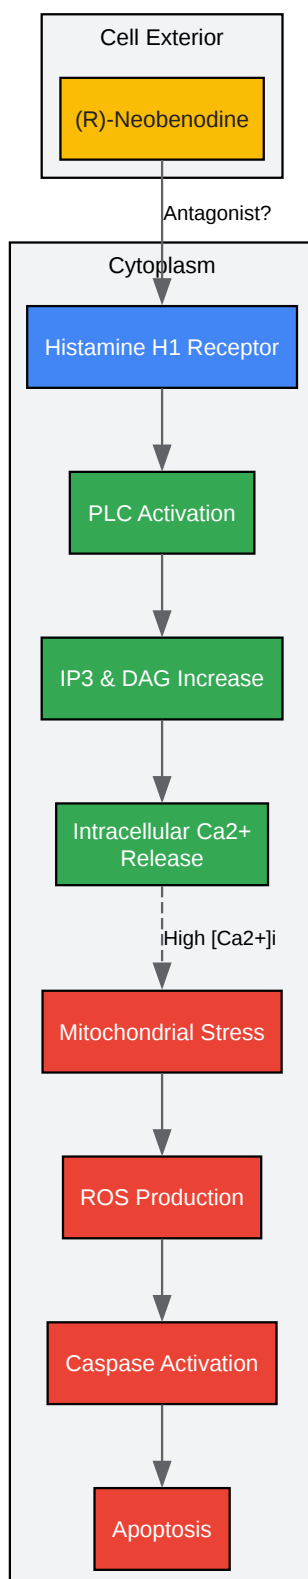 Cell Exterior
(R)-Neobenodine
Antagonist?
Cytoplasm
Histamine H1 Receptor
PLC Activation
IP3 & DAG Increase
Intracellular Ca2+
Release
High [Ca2+]i
Mitochondrial Stress
ROS Production
Caspase Activation
Apoptosis